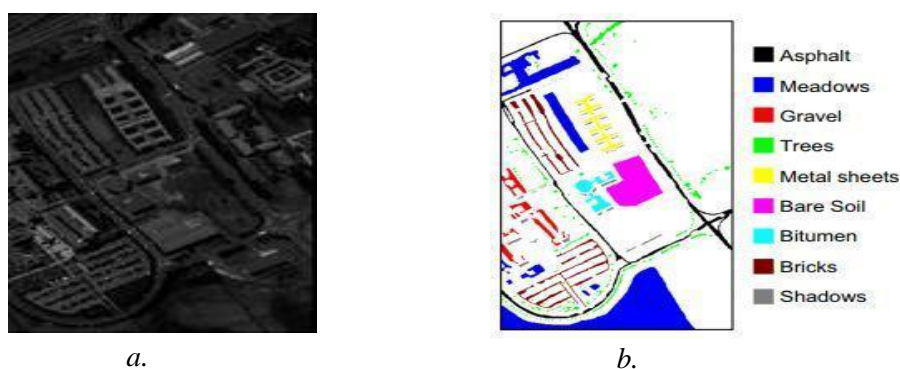 Asphalt
Meadows
Gravel
Trees
Metal sheets
Bare Soil
Bitumen
Bricks
Shadows
a.
b.